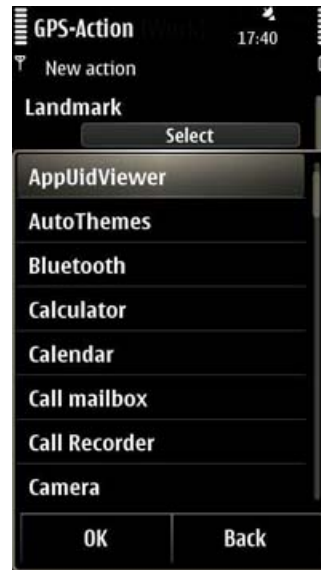 GPS-Action
17:40
New action
Landmark
Select
AppUidViewer
AutoThemes
Bluetooth
Calculator
Calendar
Call mailbox
Call Recorder
Camera
OK Back